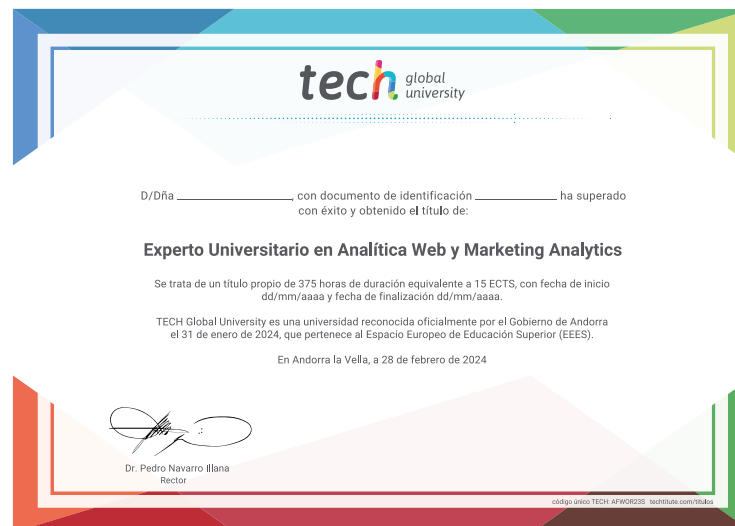 tech global university
D/Dña ____________, con documento de identificación ____________ ha superado
con éxito y obtenido el título de:
Experto Universitario en Analítica Web y Marketing Analytics
Se trata de un título propio de 375 horas de duración equivalente a 15 ECTS, con fecha de inicio
dd/mm/aaaa y fecha de finalización dd/mm/aaaa.
TECH Global University es una universidad reconocida oficialmente por el Gobierno de Andorra
el 31 de enero de 2024, que pertenece al Espacio Europeo de Educación Superior (EEES).
En Andorra la Vella, a 28 de febrero de 2024
Dr. Pedro Navarro Illana
Rector
código único TECH: AFWOR23S techtitute.com/titulos